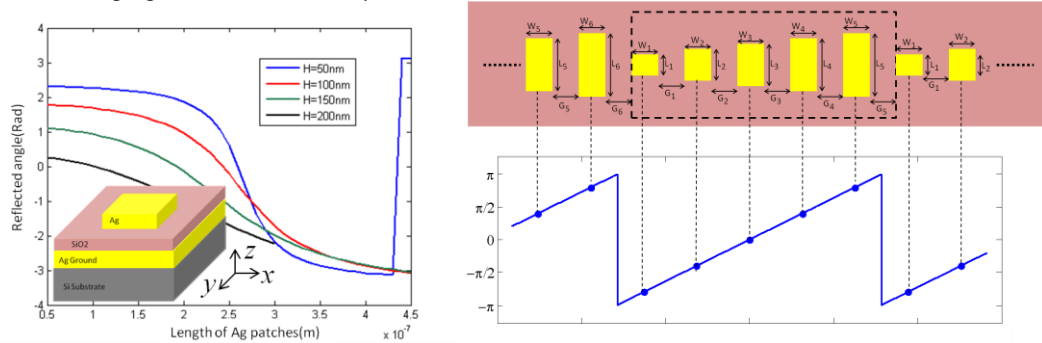 4
3
2
1
0
-1
-2
-3
-4
Reflected angle(Rad)
H=50nm
H=100nm
H=150nm
H=200nm
Ag
SiO2
Ag Ground
Si Substrate
z
x
y
0.5 1 1.5 2 2.5 3 3.5 4 4.5
Length of Ag patches(m)
x 10⁻⁷
W₅ W₆ W₁ W₂ W₃ W₄ W₅ W₁ W₂
L₅ L₆ L₁ L₂ L₃ L₄ L₅ L₁ L₂
G₅ G₆ G₁ G₂ G₃ G₄ G₅ G₁
π
π/2
0
−π/2
−π